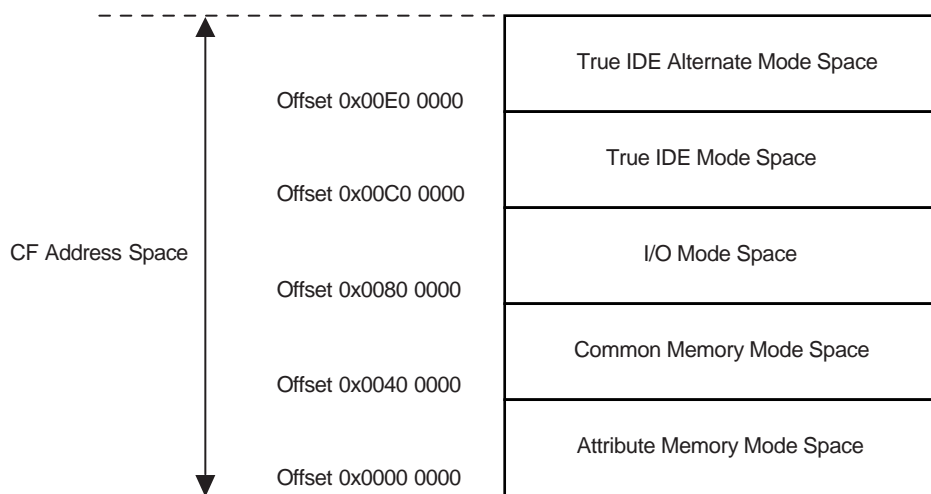 True IDE Alternate Mode Space
Offset 0x00E0 0000
True IDE Mode Space
Offset 0x00C0 0000
CF Address Space
I/O Mode Space
Offset 0x0080 0000
Common Memory Mode Space
Offset 0x0040 0000
Attribute Memory Mode Space
Offset 0x0000 0000